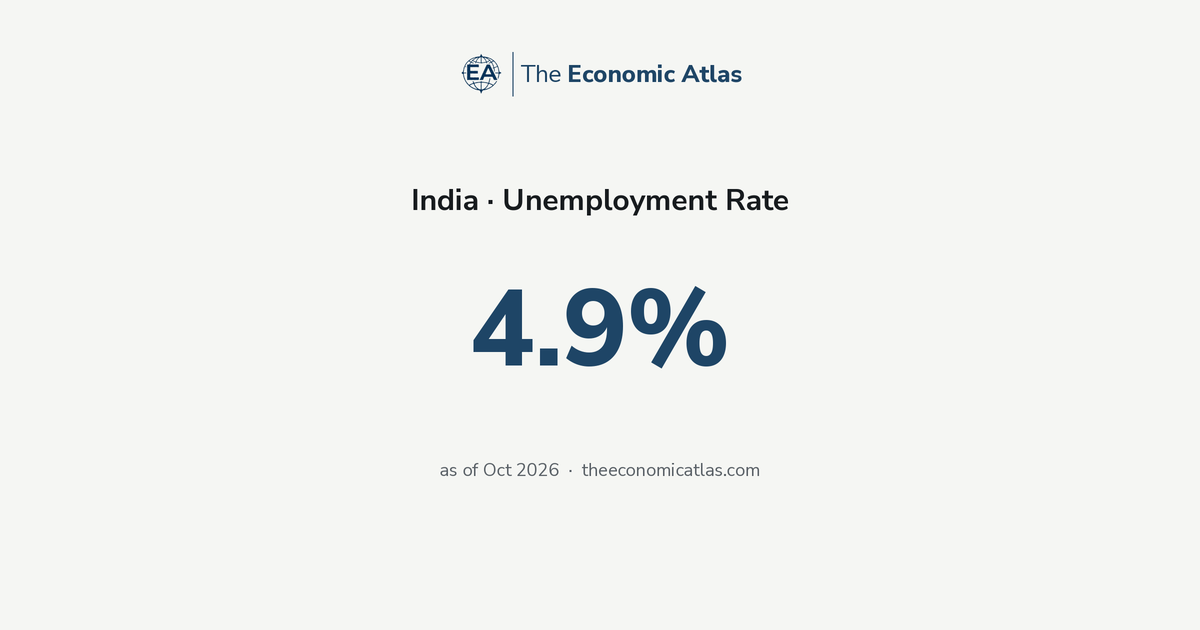 EA The Economic Atlas
India · Unemployment Rate
4.9%
as of Oct 2026 · theeconomicatlas.com